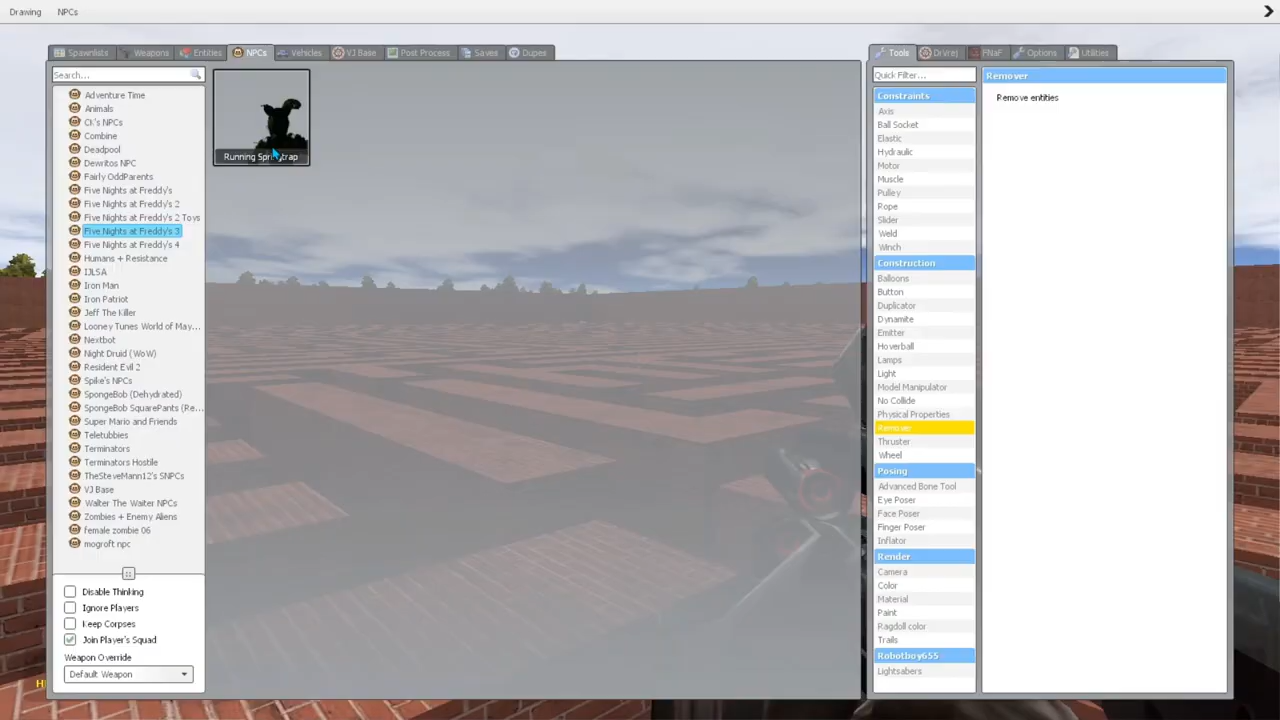 Drawing NPCs
Spawnlists Weapons Entities NPCs Vehicles VJ Base Post Process Saves Dupes
Search...
Adventure Time
Animals
CK's NPCs
Combine
Deadpool
Dewritos NPC
Fairly OddParents
Five Nights at Freddy's
Five Nights at Freddy's 2
Five Nights at Freddy's 2 Toys
Five Nights at Freddy's 3
Five Nights at Freddy's 4
Humans + Resistance
IJLSA
Iron Man
Iron Patriot
Jeff The Killer
Looney Tunes World of May...
Nextbot
Night Druid (WoW)
Resident Evil 2
Spike's NPCs
SpongeBob (Dehydrated)
SpongeBob SquarePants (Re...
Super Mario and Friends
Teletubbies
Terminators
Terminators Hostile
TheSteveMann12's SNPCs
VJ Base
Walter The Waiter NPCs
Zombies + Enemy Aliens
female zombie 06
mogroft npc
Disable Thinking
Ignore Players
Keep Corpses
Join Player's Squad
Weapon Override
Default Weapon
Running
Tools DrVrej FNaF Options Utilities
Quick Filter...
Constraints
Axis
Ball Socket
Elastic
Hydraulic
Motor
Muscle
Pulley
Rope
Slider
Weld
Winch
Construction
Balloons
Button
Duplicator
Dynamite
Emitter
Hoverball
Lamps
Light
Model Manipulator
No Collide
Physical Properties
Remover
Thruster
Wheel
Posing
Advanced Bone Tool
Eye Poser
Face Poser
Finger Poser
Inflator
Render
Camera
Color
Material
Paint
Ragdoll color
Trails
Robotboy655
Lightsabers
Remover
Remove entities